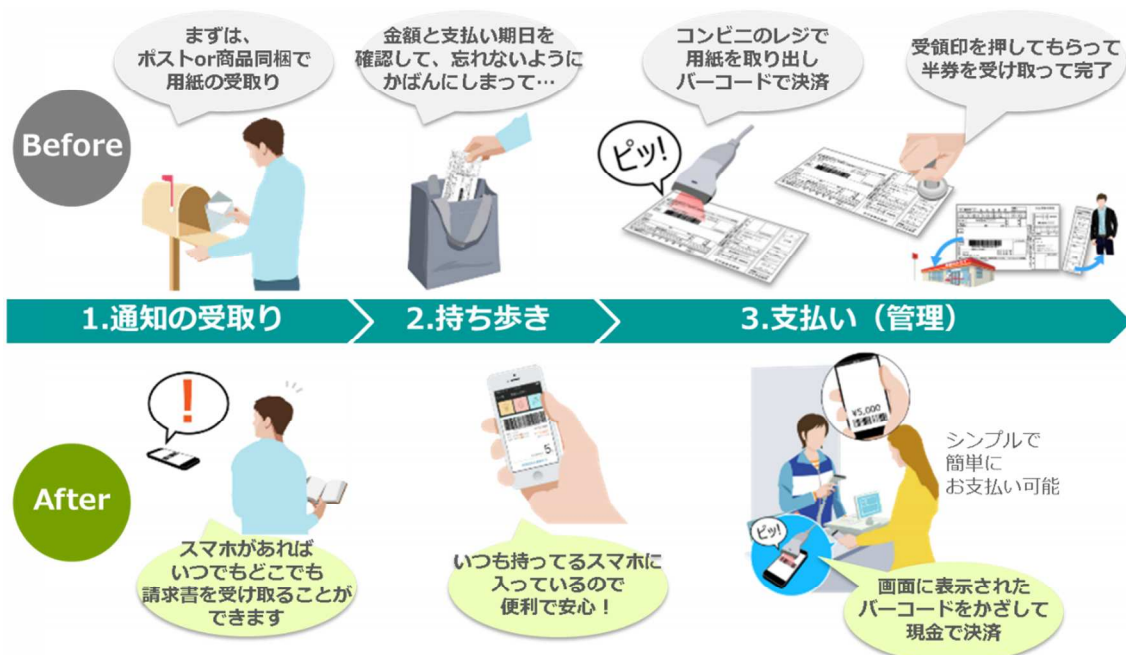 まずは、
ポストor商品同梱で
用紙の受取り
金額と支払い期日を
確認して、忘れないように
かばんにしまって…
コンビニのレジで
用紙を取り出し
バーコードで決済
受領印を押してもらって
半券を受け取って完了
Before
ピッ!
1.通知の受取り
2.持ち歩き
3.支払い（管理）
!
¥5,000
5
シンプルで
簡単に
お支払い可能
After
ピッ!
スマホがあれば
いつでもどこでも
請求書を受け取ることが
できます
いつも持ってるスマホに
入っているので
便利で安心！
画面に表示された
バーコードをかざして
現金で決済